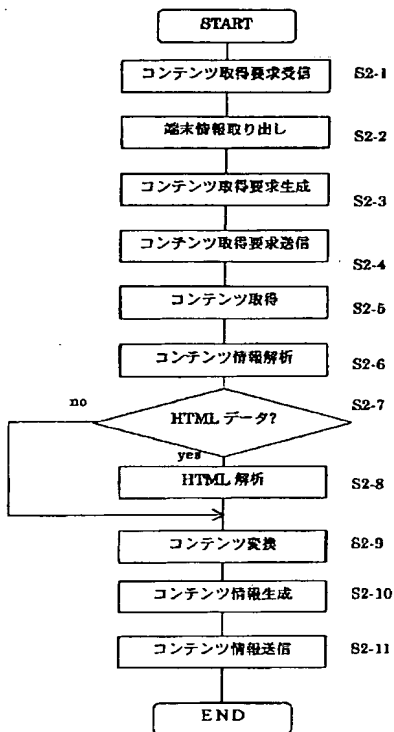 START
コンテンツ取得要求受信 S2-1
端末情報取り出し S2-2
コンテンツ取得要求生成 S2-3
コンテンツ取得要求送信 S2-4
コンテンツ取得 S2-5
コンテンツ情報解析 S2-6
no S2-7
HTML データ?
yes
HTML 解析 S2-8
コンテンツ変換 S2-9
コンテンツ情報生成 S2-10
コンテンツ情報送信 S2-11
END